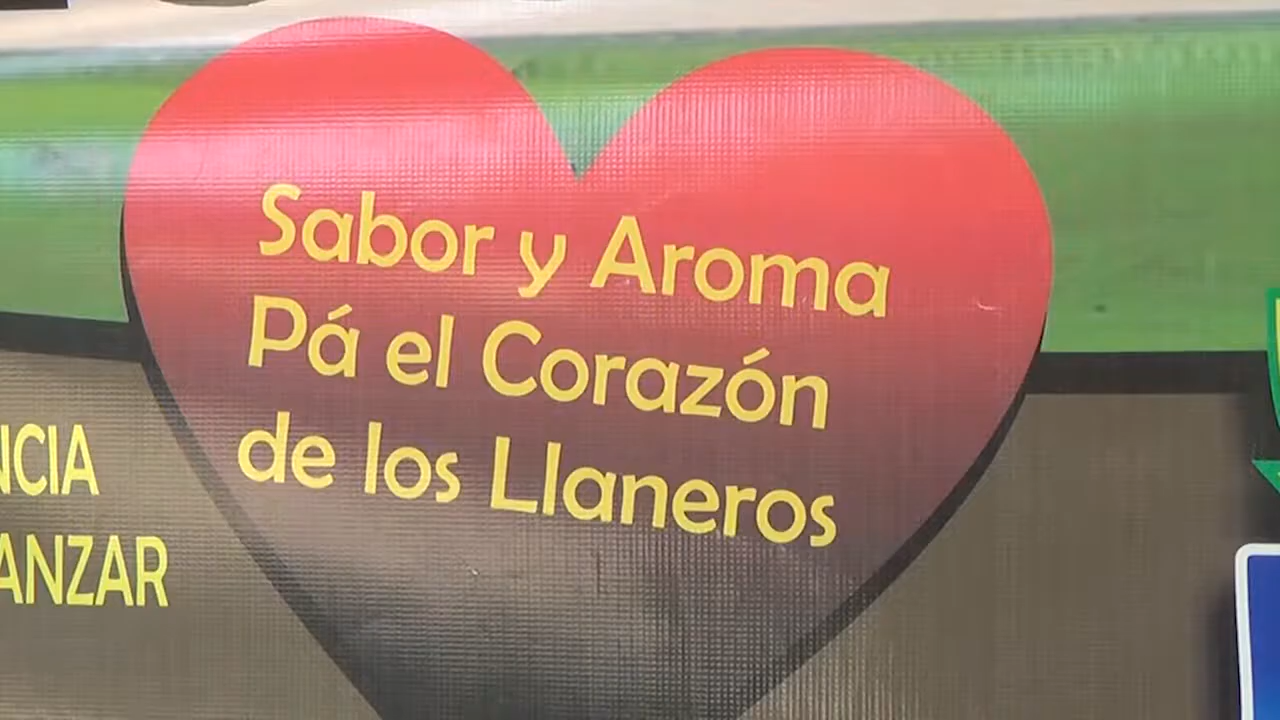 Sabor y Aroma
Pá el Corazón
de los Llaneros
NCIA
ANZAR